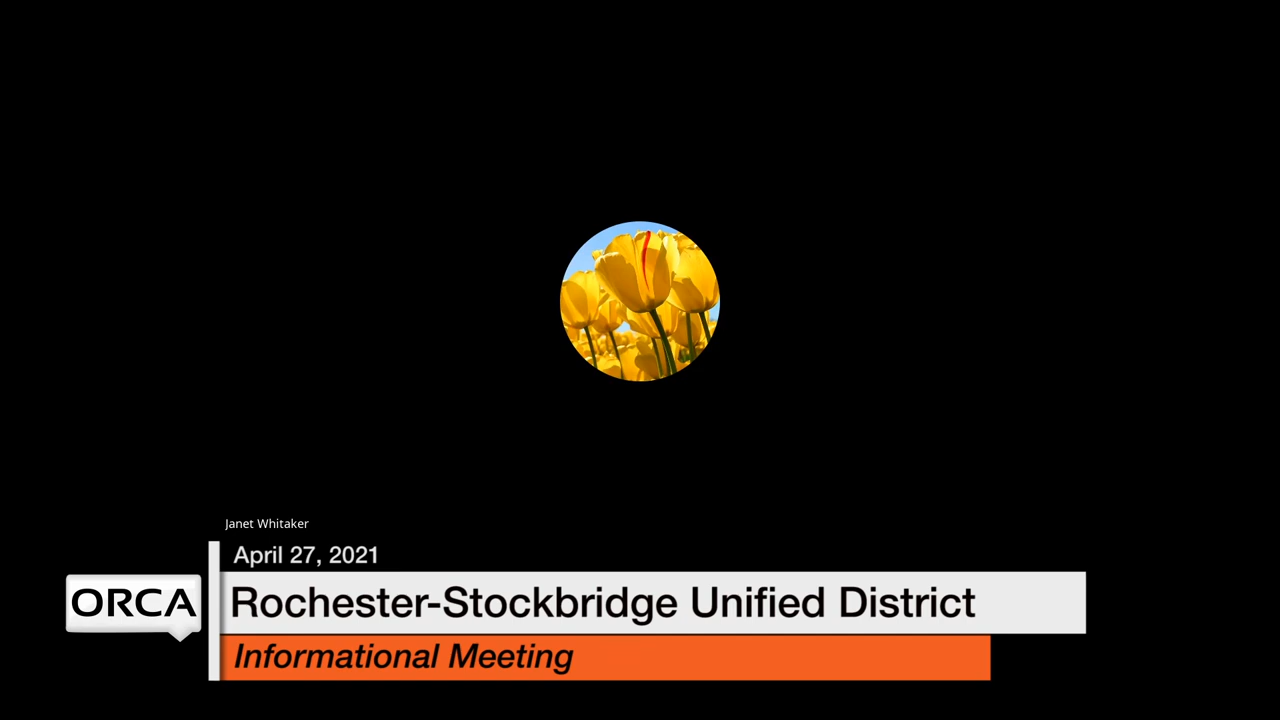 Janet Whitaker
April 27, 2021
ORCA
Rochester-Stockbridge Unified District
Informational Meeting